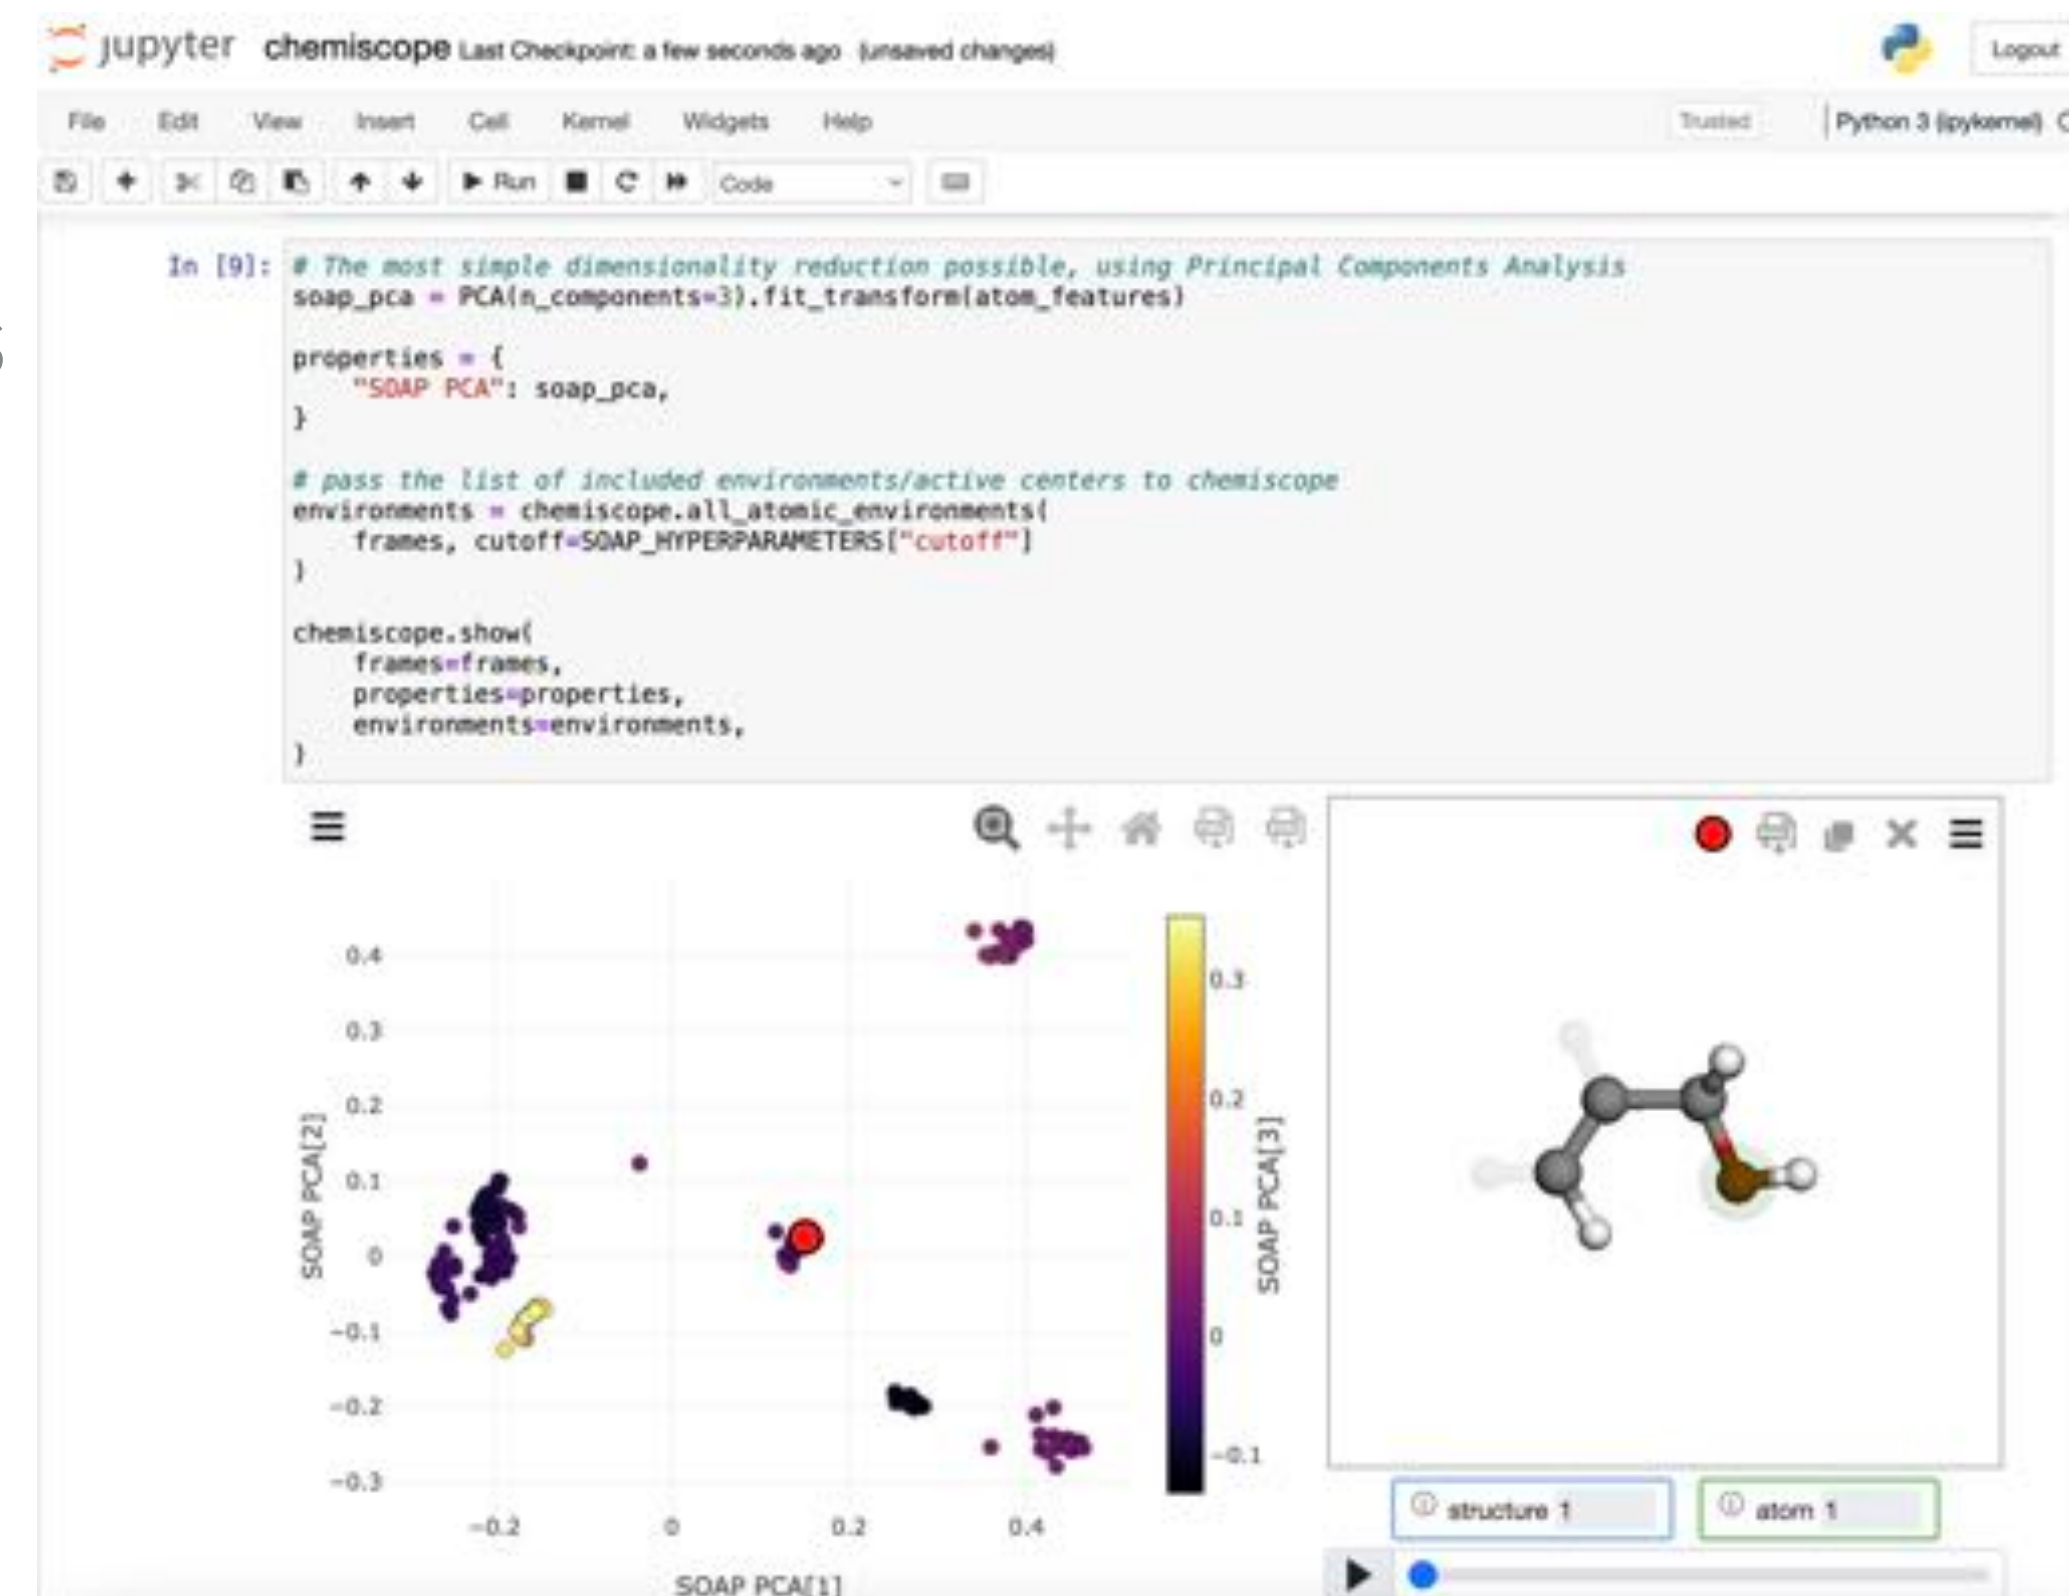 jupyter chemiscope Last Checkpoint: a few seconds ago (unsaved changes)
Logout
File Edit View Insert Cell Kernel Widgets Help
Trusted
Python 3 (ipykernel)
Run
Code
In [9]:
# The most simple dimensionality reduction possible, using Principal Components Analysis
soap_pca = PCA(n_components=3).fit_transform(atom_features)
properties = {
"SOAP PCA": soap_pca,
}
# pass the list of included environments/active centers to chemiscope
environments = chemiscope.all_atomic_environments(
frames, cutoff=SOAP_HYPERPARAMETERS["cutoff"]
)
chemiscope.show(
frames=frames,
properties=properties,
environments=environments,
)
0.4
0.3
0.2
0.1
0
−0.1
−0.2
−0.3
SOAP PCA[2]
−0.2 0 0.2 0.4
SOAP PCA[1]
0.3
0.2
0.1
0
−0.1
SOAP PCA[3]
structure 1
atom 1